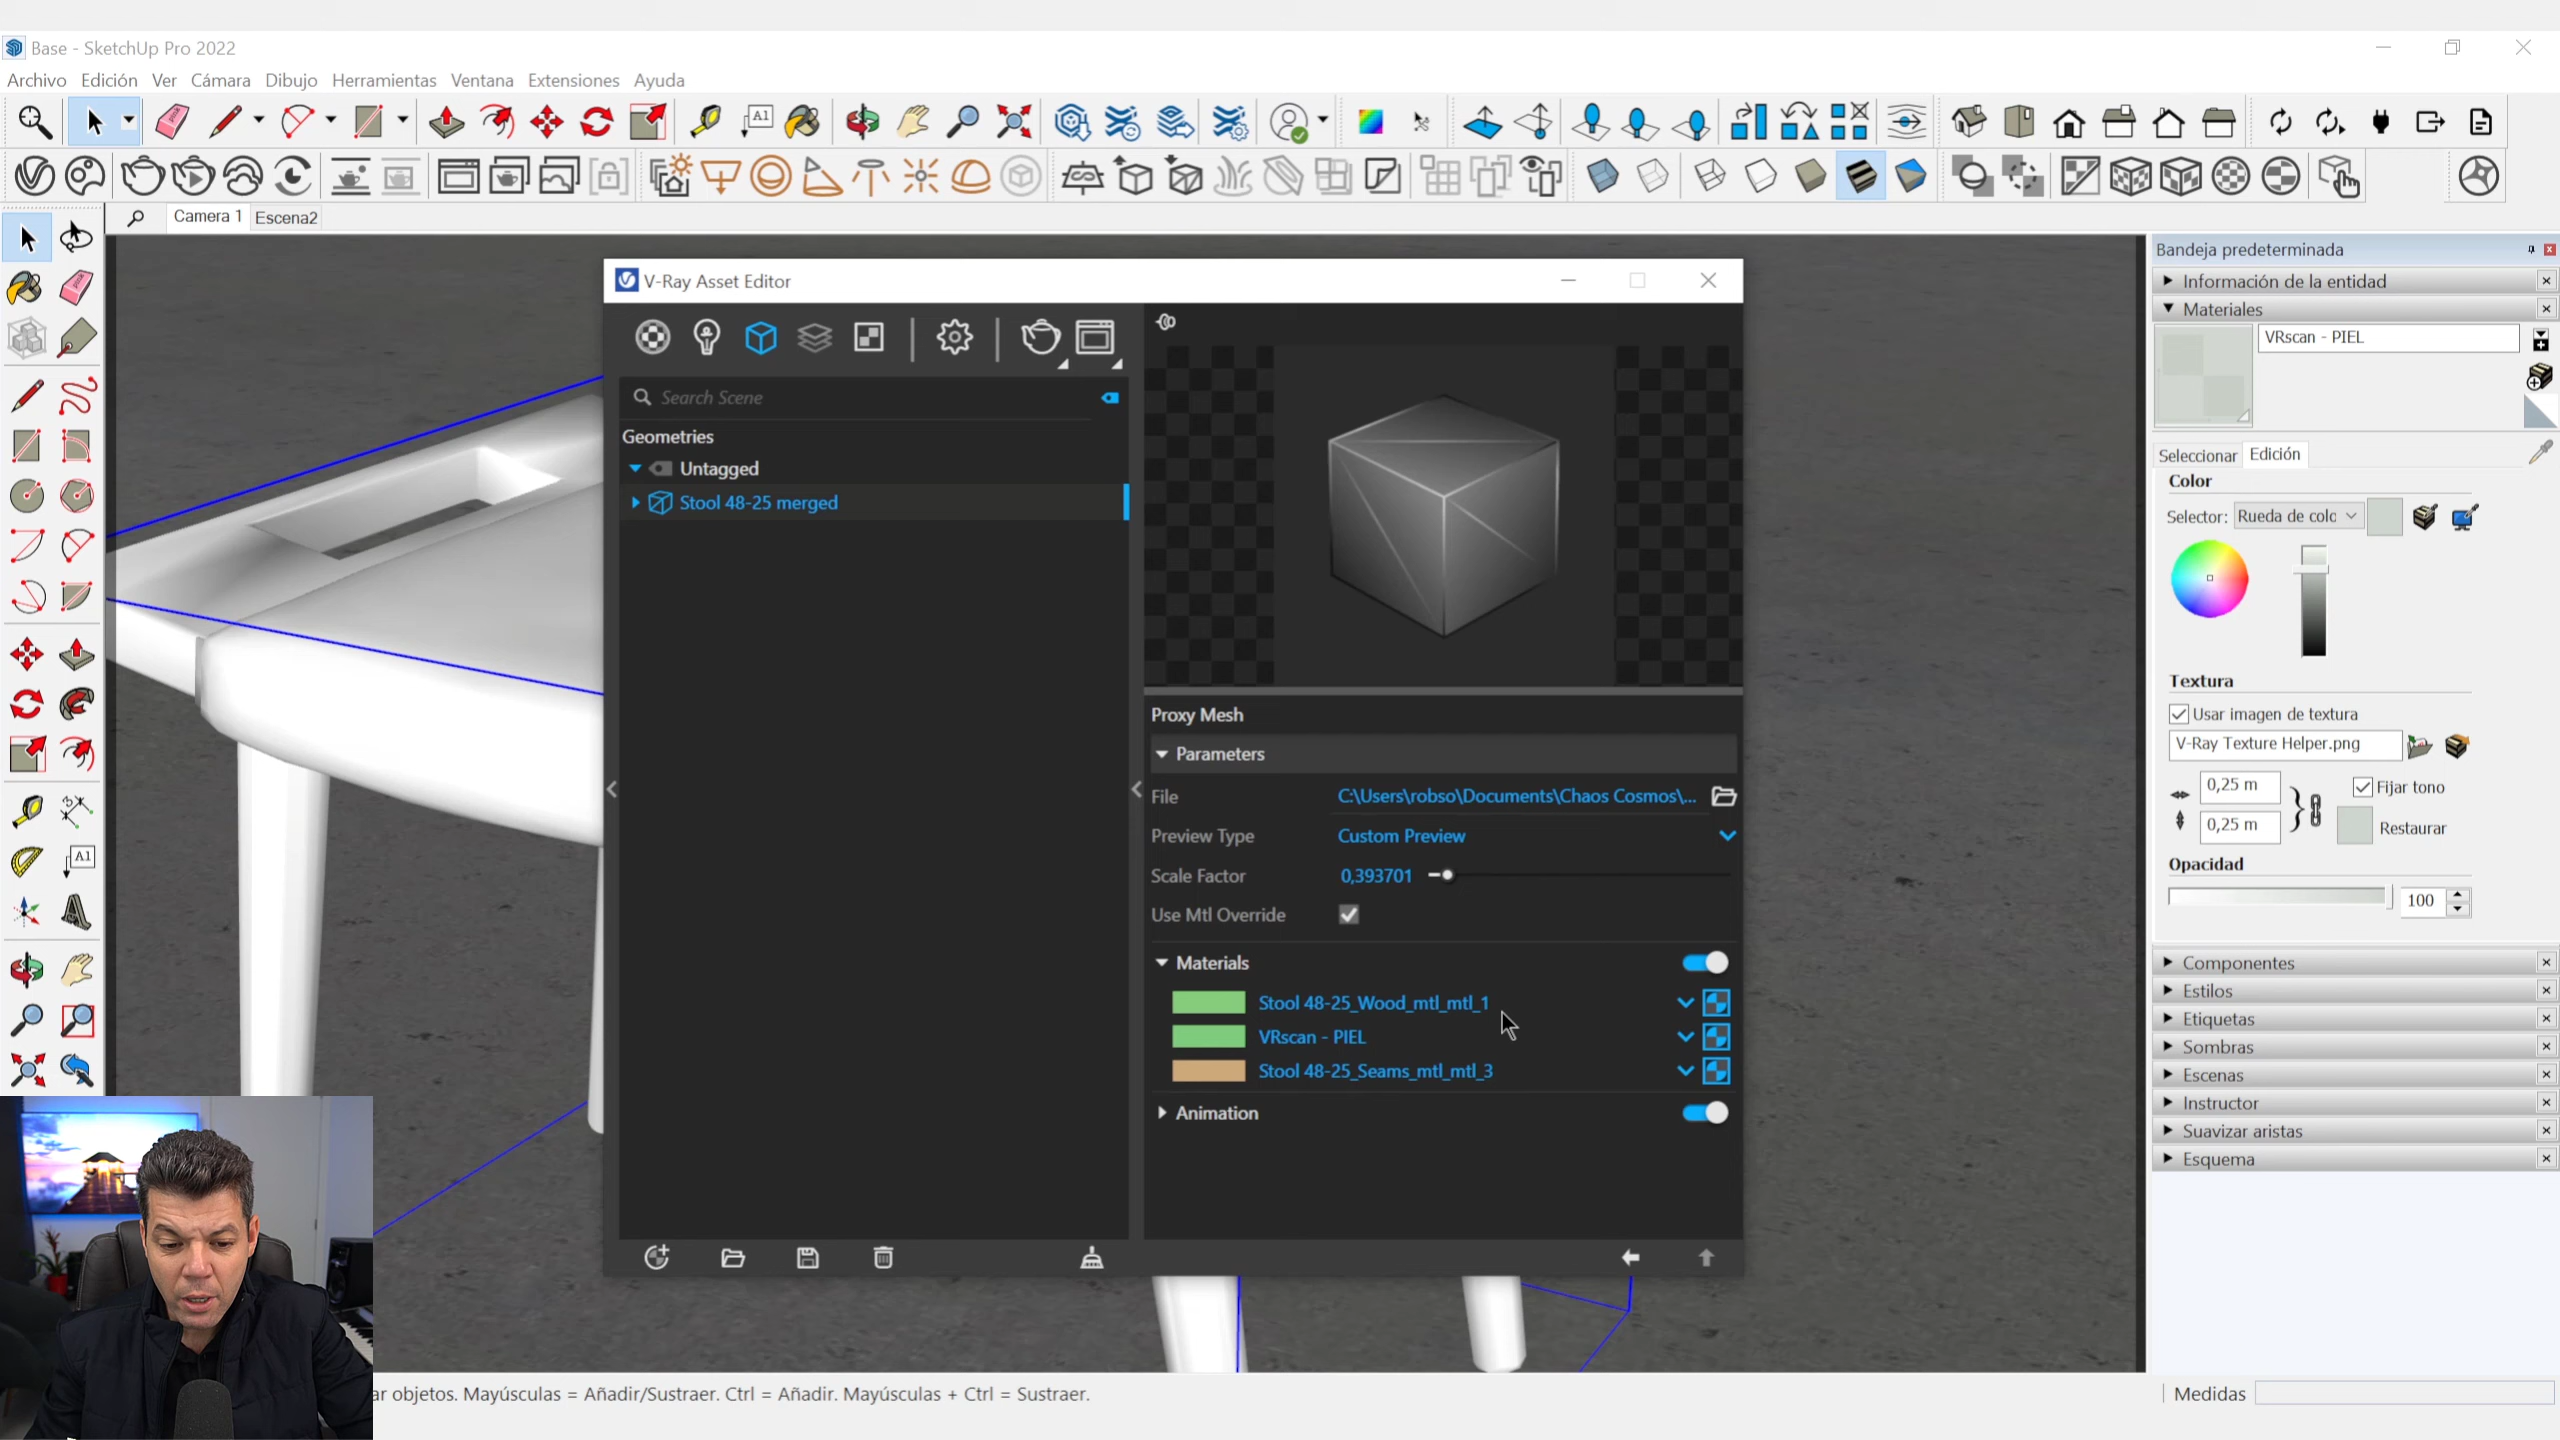 Base - SketchUp Pro 2022
Archivo Edición Ver Cámara Dibujo Herramientas Ventana Extensiones Ayuda
Camera 1 Escena2
V-Ray Asset Editor
Search Scene
Geometries
Untagged
Stool 48-25 merged
Proxy Mesh
Parameters
File C:\Users\robso\Documents\Chaos Cosmos\...
Preview Type Custom Preview
Scale Factor 0,393701
Use Mtl Override
Materials
Stool 48-25_Wood_mtl_mtl_1
VRscan - PIEL
Stool 48-25_Seams_mtl_mtl_3
Animation
Bandeja predeterminada
Información de la entidad
Materiales
VRscan - PIEL
Seleccionar Edición
Color
Selector: Rueda de colc
Textura
Usar imagen de textura
V-Ray Texture Helper.png
0,25 m Fijar tono
0,25 m Restaurar
Opacidad
100
Componentes
Estilos
Etiquetas
Sombras
Escenas
Instructor
Suavizar aristas
Esquema
ar objetos. Mayúsculas = Añadir/Sustraer. Ctrl = Añadir. Mayúsculas + Ctrl = Sustraer.
Medidas